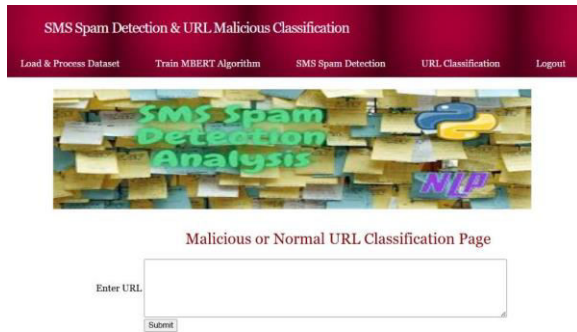 SMS Spam Detection & URL Malicious Classification
Load & Process Dataset Train MBERT Algorithm SMS Spam Detection URL Classification Logout
SMS Spam
Detection
Analysis
NLP
Malicious or Normal URL Classification Page
Enter URL
Submit